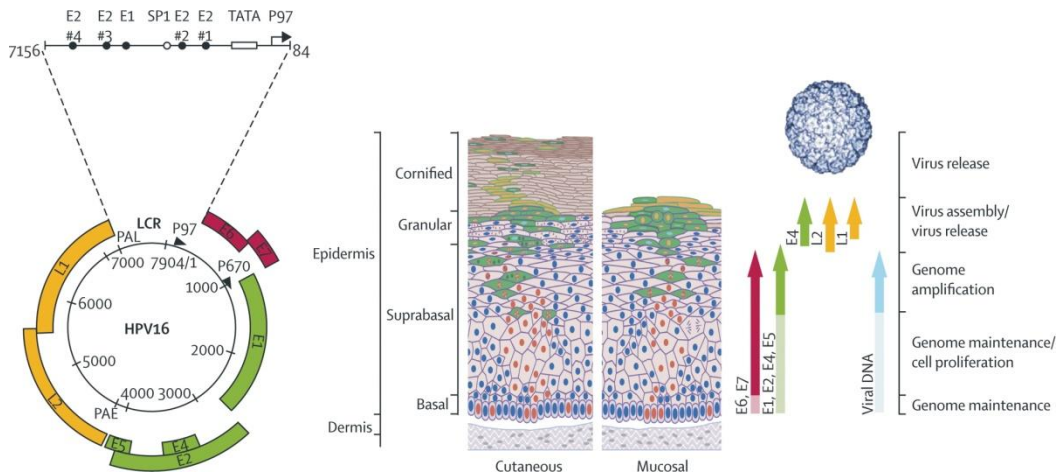 E2 E2 E1 SP1 E2 E2 TATA P97
#4 #3 #2 #1
7156 84
LCR
P97
PAL
7000
7904/1
P670
1000
E6
E7
L1
6000
HPV16
E1
2000
5000
L2
PAE
4000
3000
E5
E4
E2
Epidermis
Dermis
Cornified
Granular
Suprabasal
Basal
Cutaneous
Mucosal
E6, E7
E1, E2, E4, E5
E4
L2
L1
Viral DNA
Virus release
Virus assembly/
virus release
Genome
amplification
Genome maintenance/
cell proliferation
Genome maintenance